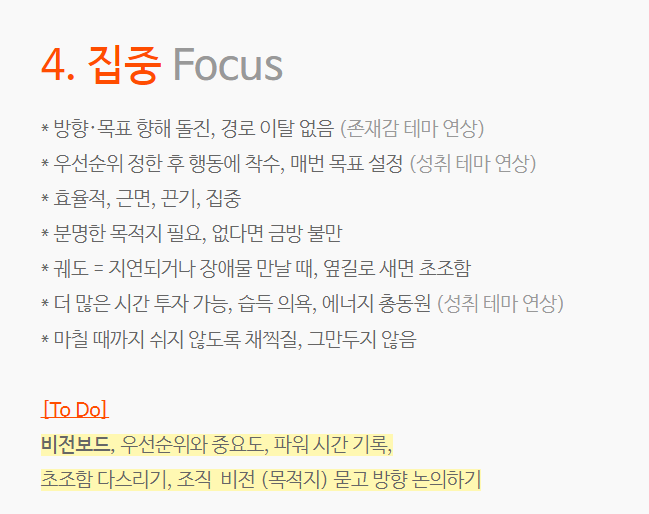 4. 집중 Focus
* 방향·목표 향해 돌진, 경로 이탈 없음 (존재감 테마 연상)
* 우선순위 정한 후 행동에 착수, 매번 목표 설정 (성취 테마 연상)
* 효율적, 근면, 끈기, 집중
* 분명한 목적지 필요, 없다면 금방 불만
* 궤도 = 지연되거나 장애물 만날 때, 옆길로 새면 초조함
* 더 많은 시간 투자 가능, 습득 의욕, 에너지 총동원 (성취 테마 연상)
* 마칠 때까지 쉬지 않도록 채찍질, 그만두지 않음
[To Do]
비전보드, 우선순위와 중요도, 파워 시간 기록,
초조함 다스리기, 조직 비전 (목적지) 묻고 방향 논의하기